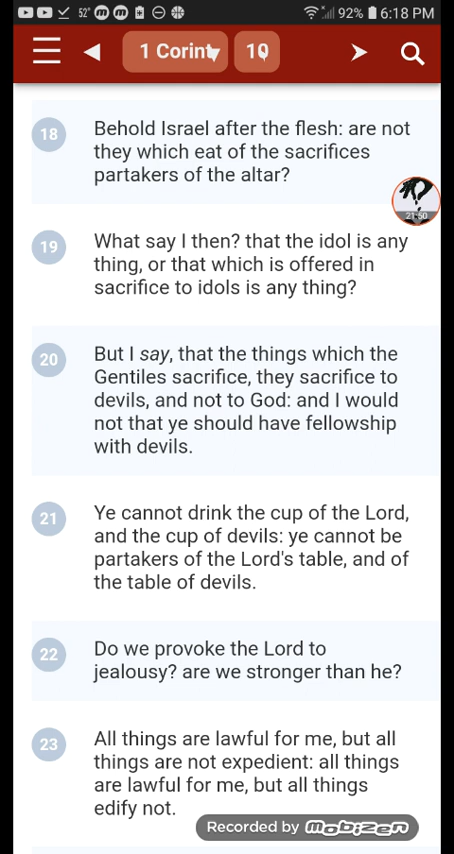 52° 92% 6:18 PM
1 Corint 10
18 Behold Israel after the flesh: are not
they which eat of the sacrifices
partakers of the altar?
21:50
19 What say I then? that the idol is any
thing, or that which is offered in
sacrifice to idols is any thing?
20 But I say, that the things which the
Gentiles sacrifice, they sacrifice to
devils, and not to God: and I would
not that ye should have fellowship
with devils.
21 Ye cannot drink the cup of the Lord,
and the cup of devils: ye cannot be
partakers of the Lord's table, and of
the table of devils.
22 Do we provoke the Lord to
jealousy? are we stronger than he?
23 All things are lawful for me, but all
things are not expedient: all things
are lawful for me, but all things
edify not.
Recorded by mobizen